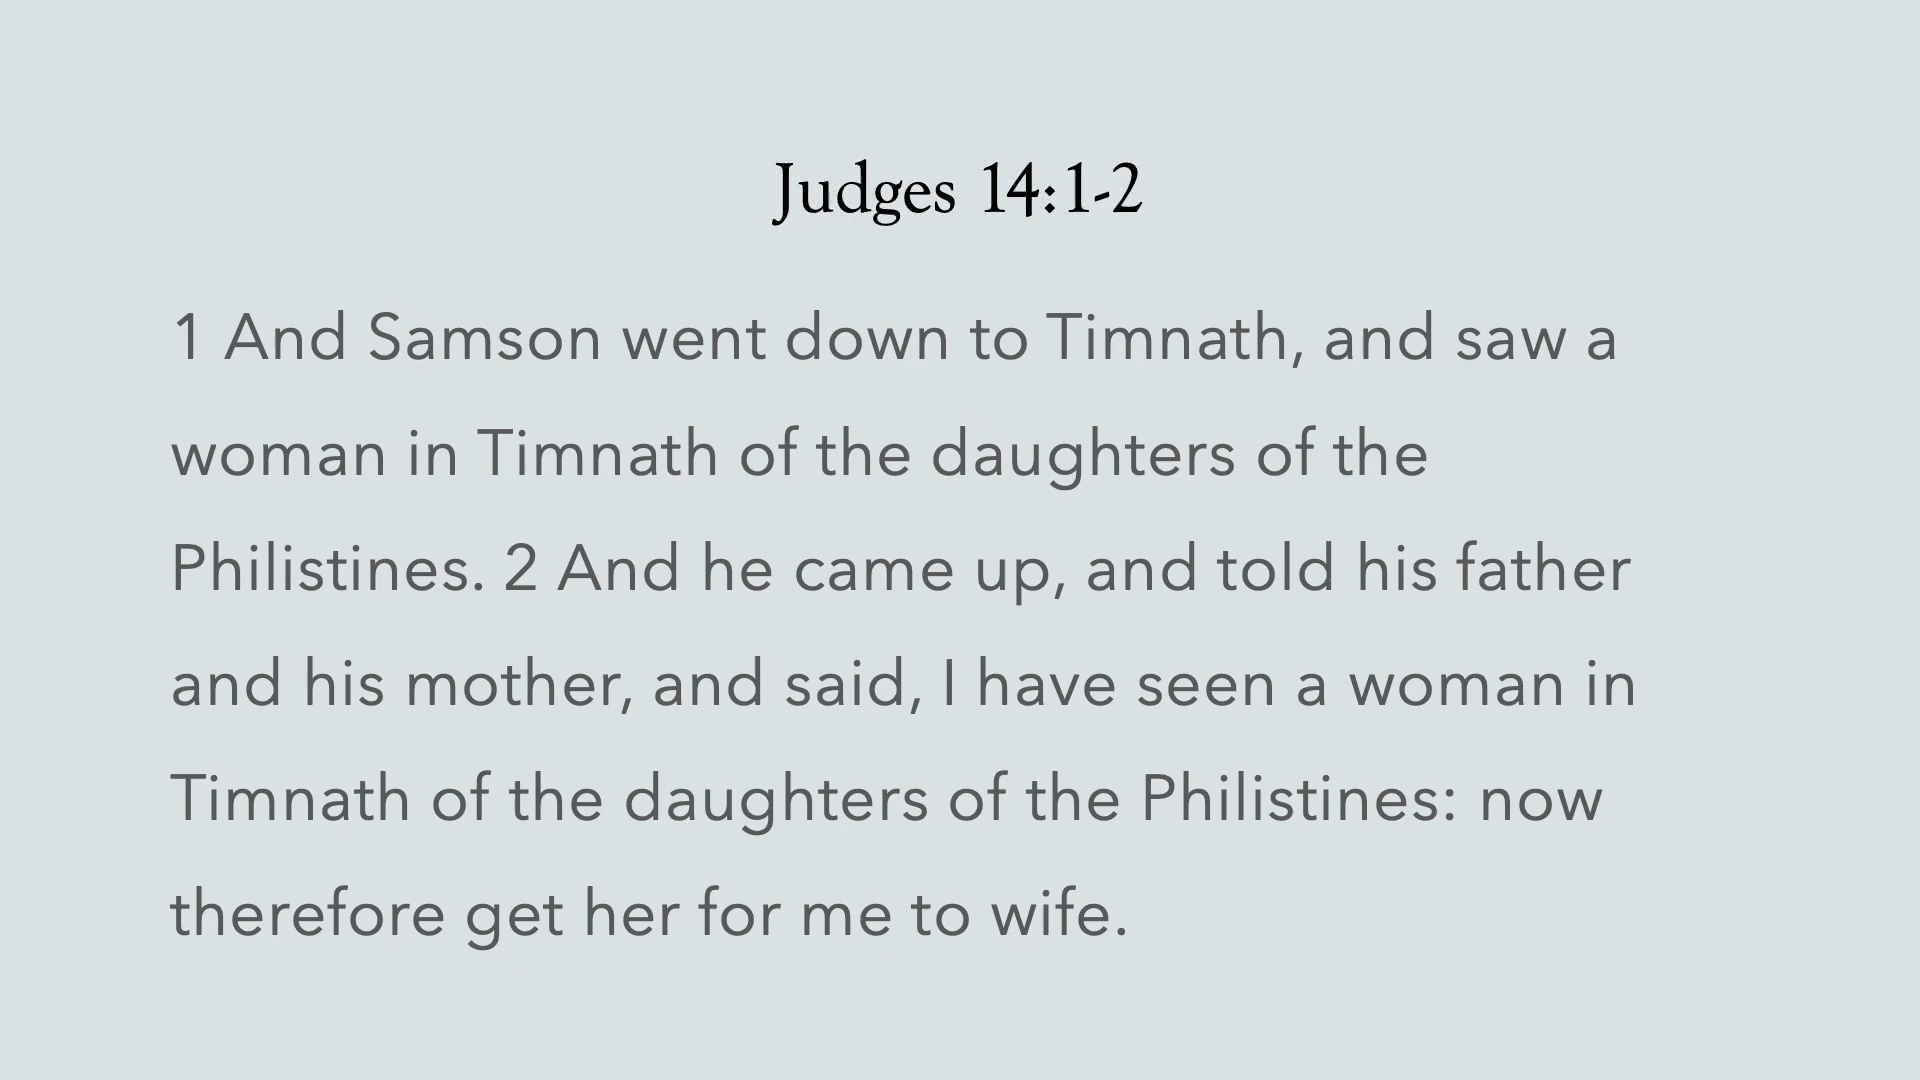 Judges 14:1-2
1 And Samson went down to Timnath, and saw a
woman in Timnath of the daughters of the
Philistines. 2 And he came up, and told his father
and his mother, and said, I have seen a woman in
Timnath of the daughters of the Philistines: now
therefore get her for me to wife.